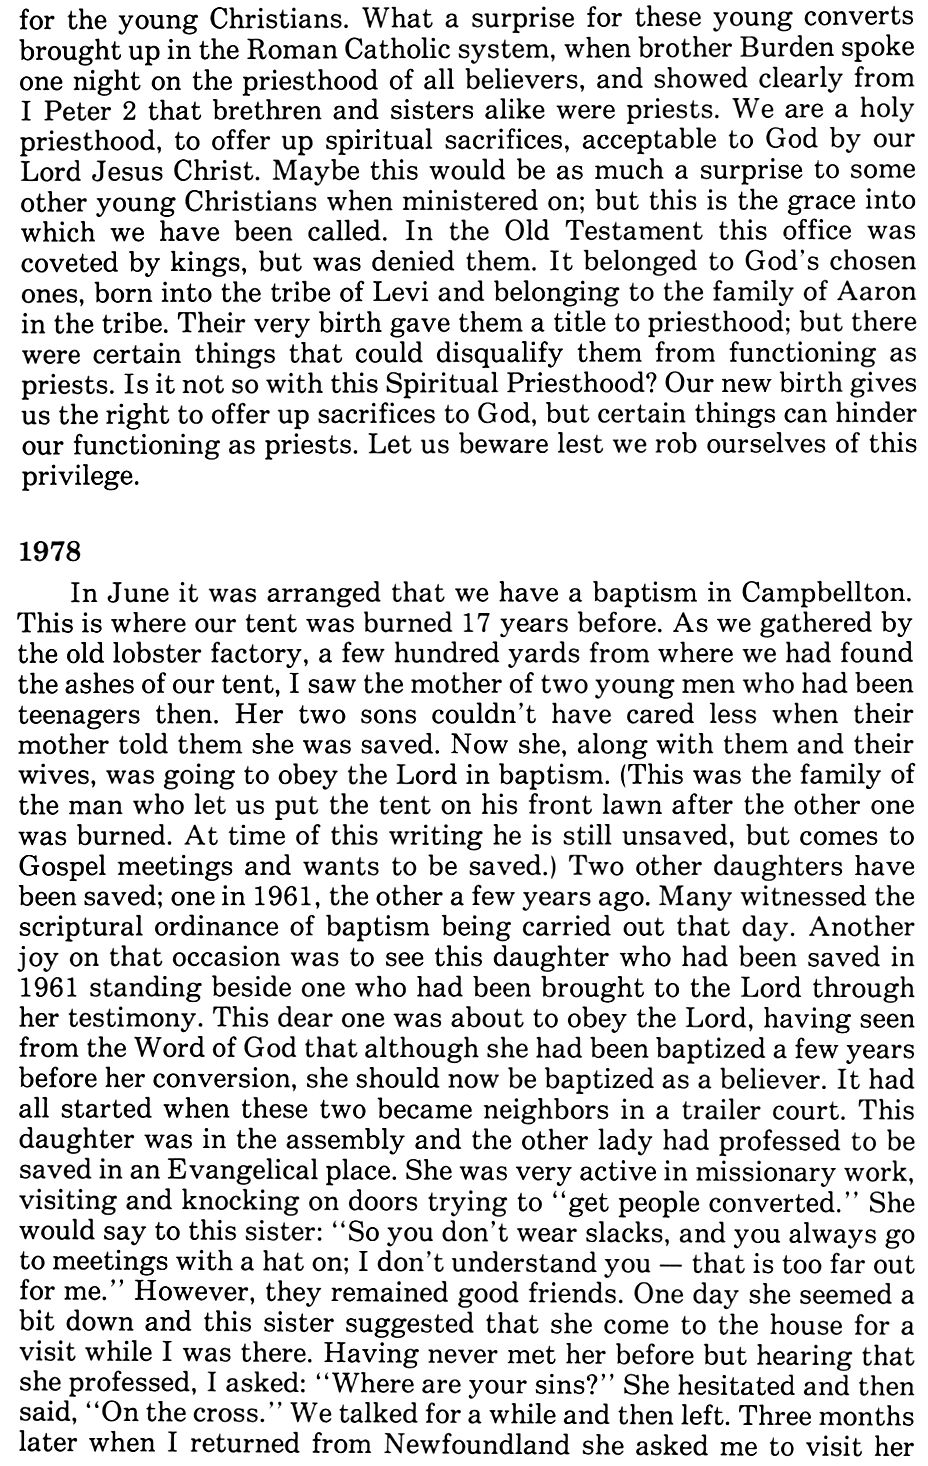 for the young Christians. What a surprise for these young converts
brought up in the Roman Catholic system, when brother Burden spoke
one night on the priesthood of all believers, and showed clearly from
I Peter 2 that brethren and sisters alike were priests. We are a holy
priesthood, to offer up spiritual sacrifices, acceptable to God by our
Lord Jesus Christ. Maybe this would be as much a surprise to some
other young Christians when ministered on; but this is the grace into
which we have been called. In the Old Testament this office was
coveted by kings, but was denied them. It belonged to God's chosen
ones, born into the tribe of Levi and belonging to the family of Aaron
in the tribe. Their very birth gave them a title to priesthood; but there
were certain things that could disqualify them from functioning as
priests. Is it not so with this Spiritual Priesthood? Our new birth gives
us the right to offer up sacrifices to God, but certain things can hinder
our functioning as priests. Let us beware lest we rob ourselves of this
privilege.
1978
In June it was arranged that we have a baptism in Campbellton.
This is where our tent was burned 17 years before. As we gathered by
the old lobster factory, a few hundred yards from where we had found
the ashes of our tent, I saw the mother of two young men who had been
teenagers then. Her two sons couldn't have cared less when their
mother told them she was saved. Now she, along with them and their
wives, was going to obey the Lord in baptism. (This was the family of
the man who let us put the tent on his front lawn after the other one
was burned. At time of this writing he is still unsaved, but comes to
Gospel meetings and wants to be saved.) Two other daughters have
been saved; one in 1961, the other a few years ago. Many witnessed the
scriptural ordinance of baptism being carried out that day. Another
joy on that occasion was to see this daughter who had been saved in
1961 standing beside one who had been brought to the Lord through
her testimony. This dear one was about to obey the Lord, having seen
from the Word of God that although she had been baptized a few years
before her conversion, she should now be baptized as a believer. It had
all started when these two became neighbors in a trailer court. This
daughter was in the assembly and the other lady had professed to be
saved in an Evangelical place. She was very active in missionary work,
visiting and knocking on doors trying to "get people converted." She
would say to this sister: "So you don't wear slacks, and you always go
to meetings with a hat on; I don't understand you — that is too far out
for me." However, they remained good friends. One day she seemed a
bit down and this sister suggested that she come to the house for a
visit while I was there. Having never met her before but hearing that
she professed, I asked: "Where are your sins?" She hesitated and then
said, "On the cross." We talked for a while and then left. Three months
later when I returned from Newfoundland she asked me to visit her